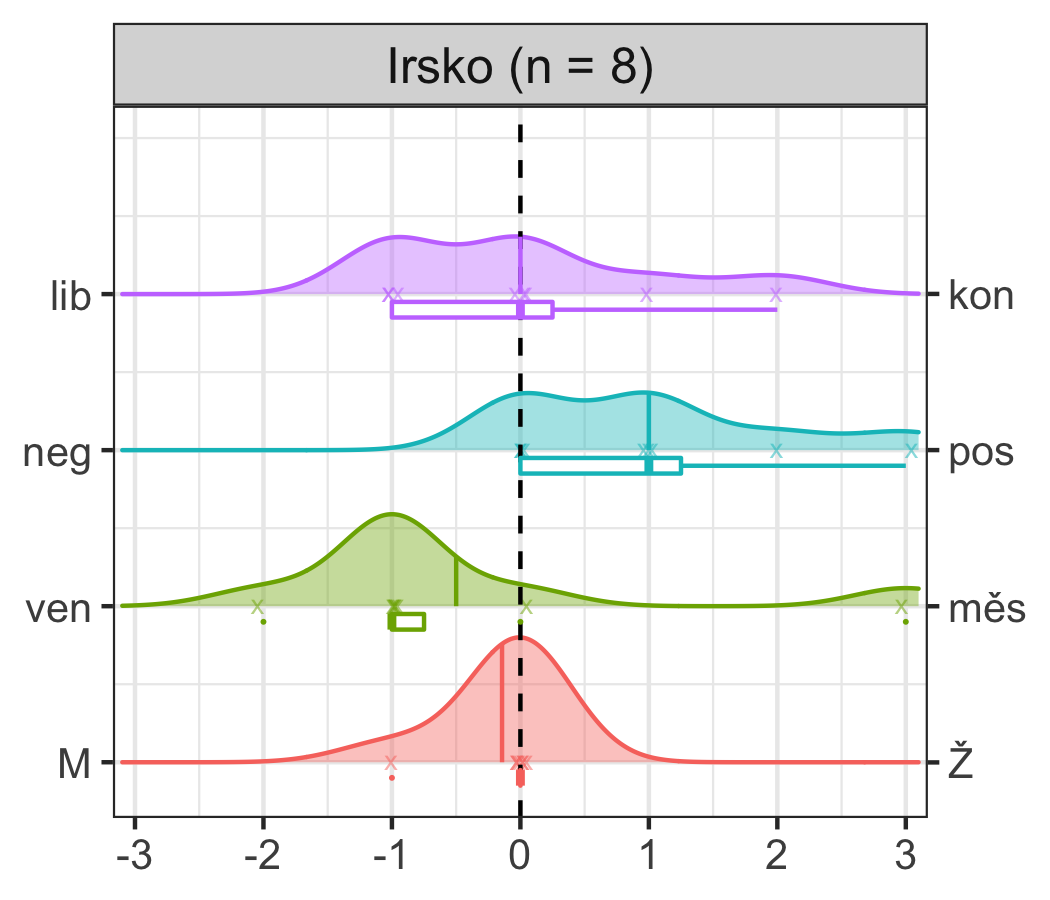 Irsko (n = 8)
lib kon
neg pos
ven měs
M Ž
-3 -2 -1 0 1 2 3